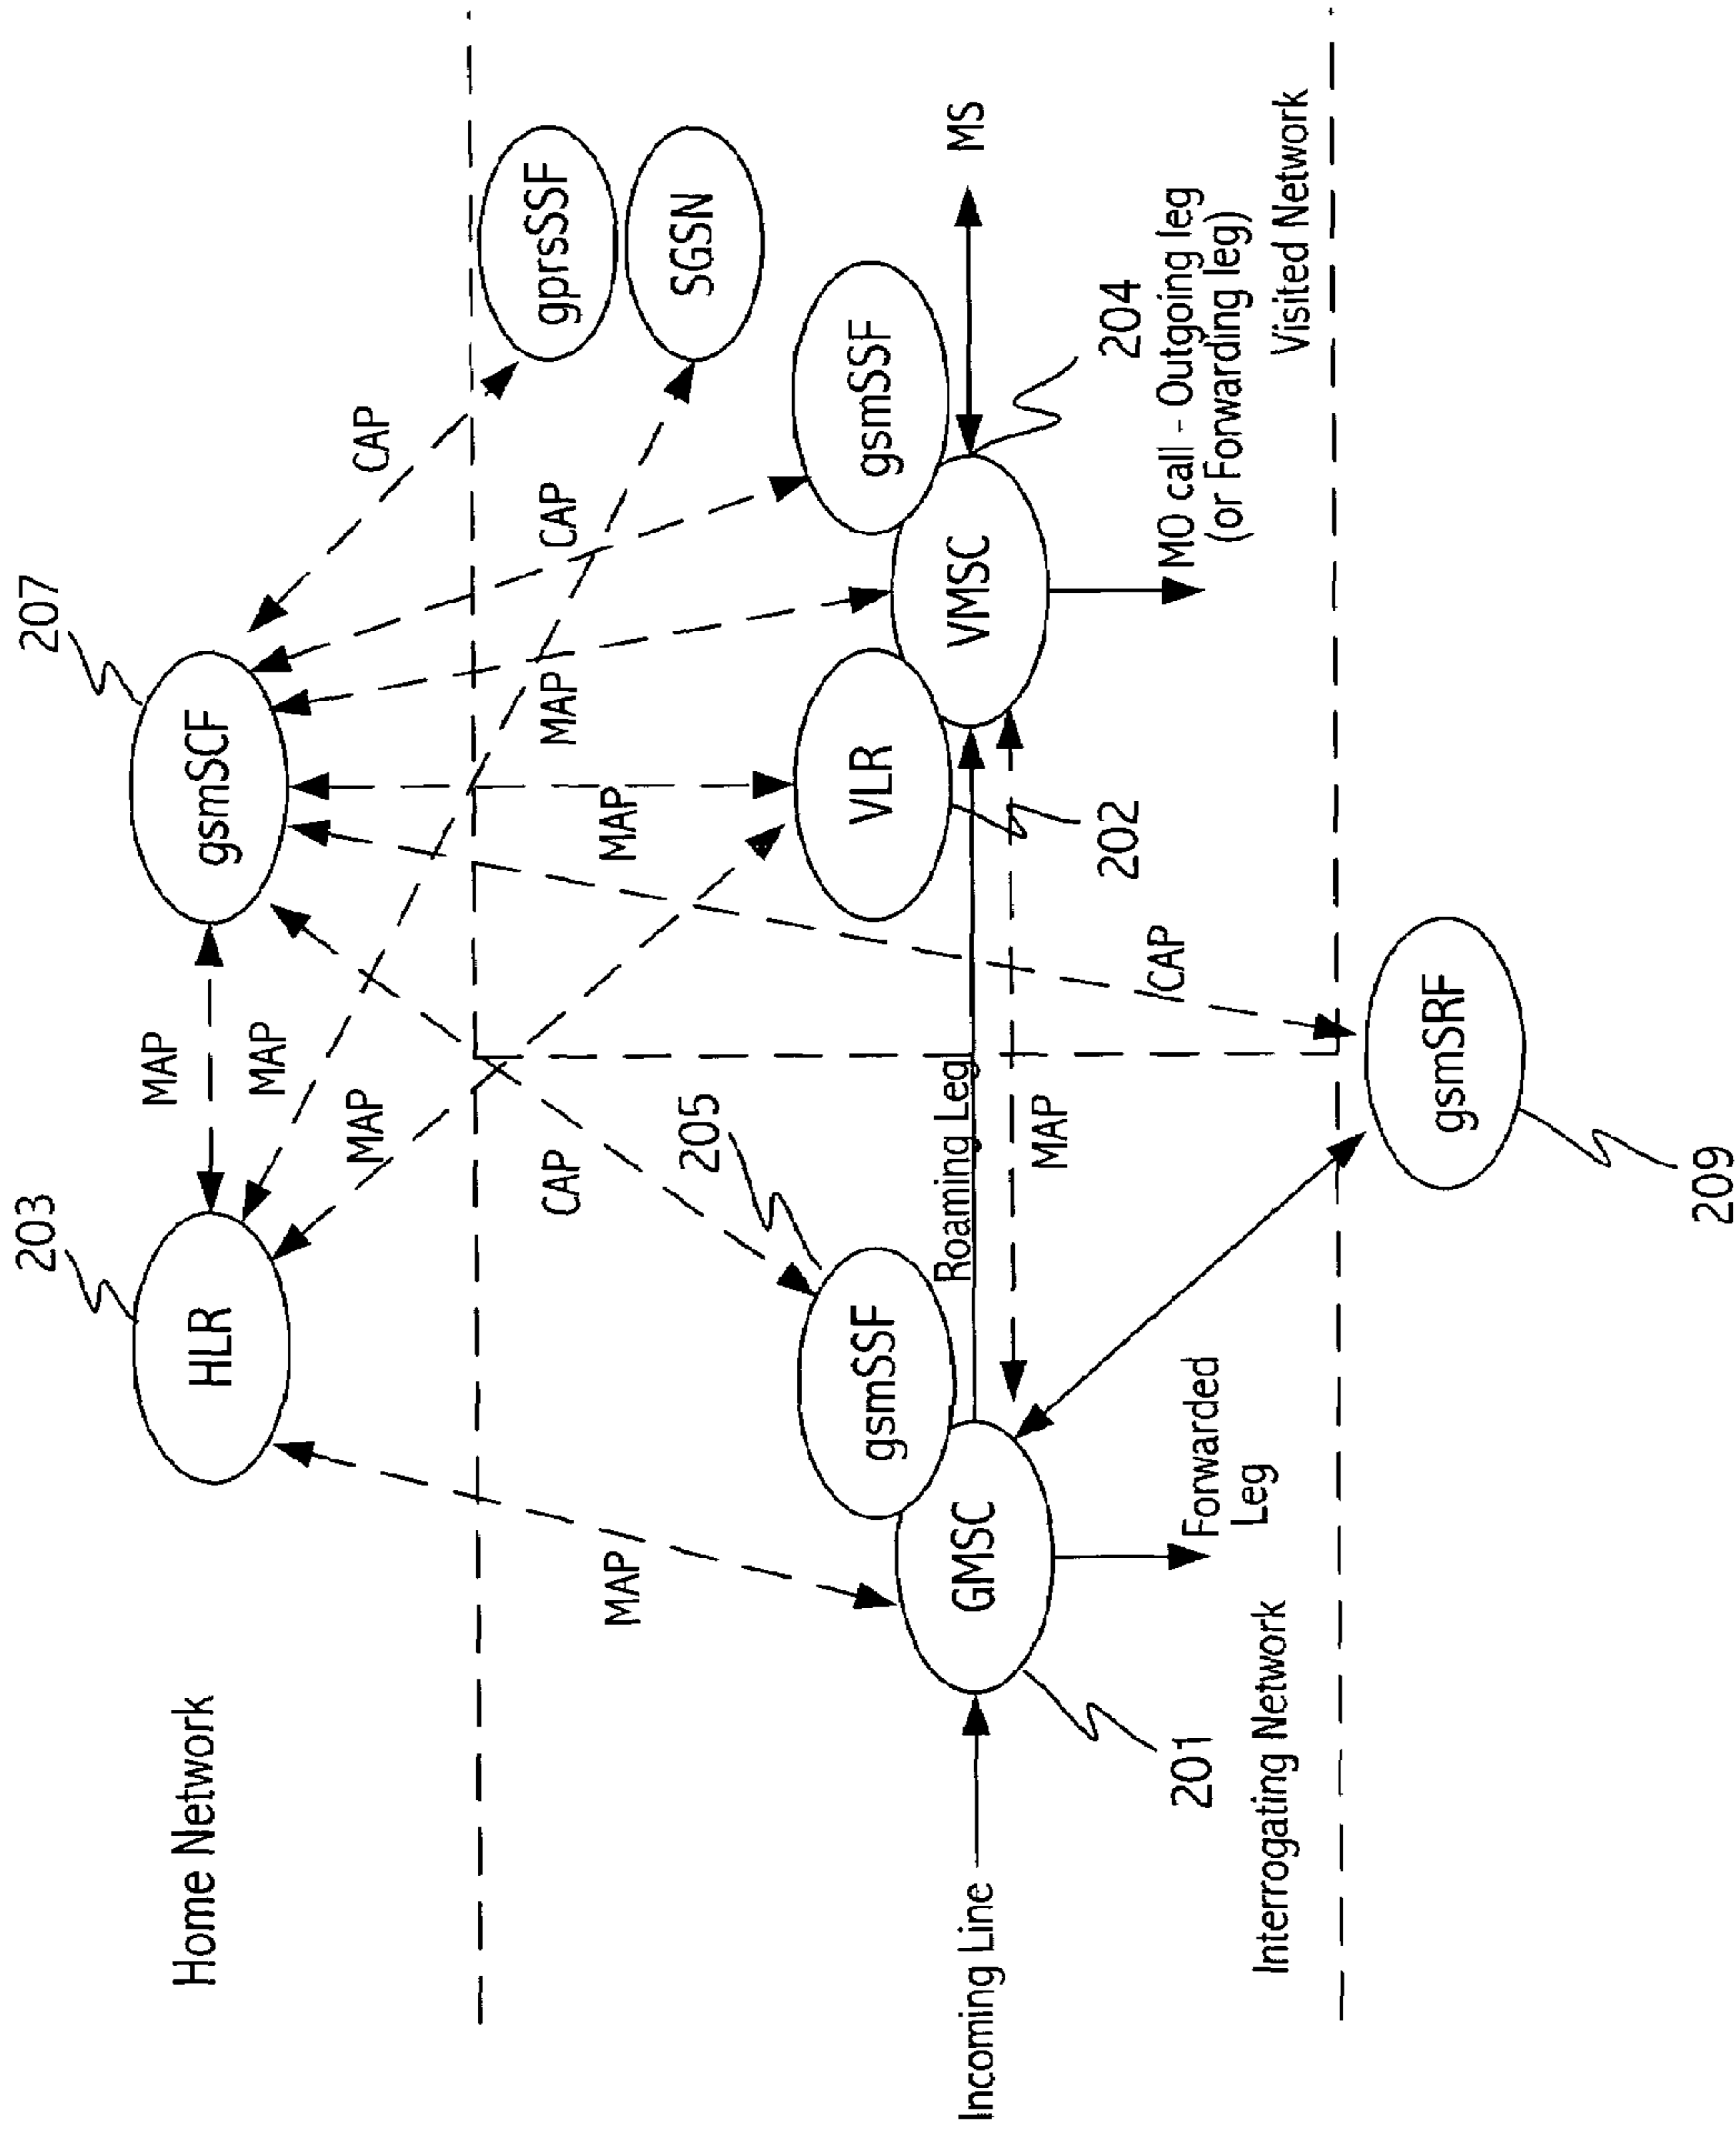 203
207
HLR
MAP
gsmSCF
Home Network
MAP
MAP
CAP
CAP
MAP
CAP
gprsSSF
MAP
MAP
SGSN
205
gsmSSF
VLR
gsmSSF
Incoming Line
GMSC
Roaming Leg
VMSC
MS
MAP
202
204
201
Forwarded
Leg
CAP
MO call - Outgoing leg
(or Forwarding leg)
Interrogating Network
Visited Network
gsmSRF
209